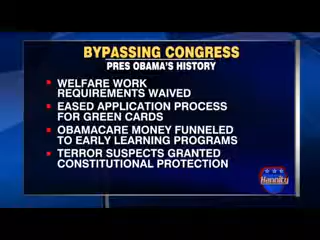 BYPASSING CONGRESS
PRES OBAMA'S HISTORY
WELFARE WORK
REQUIREMENTS WAIVED
EASED APPLICATION PROCESS
FOR GREEN CARDS
OBAMACARE MONEY FUNNELED
TO EARLY LEARNING PROGRAMS
TERROR SUSPECTS GRANTED
CONSTITUTIONAL PROTECTION
Hannity